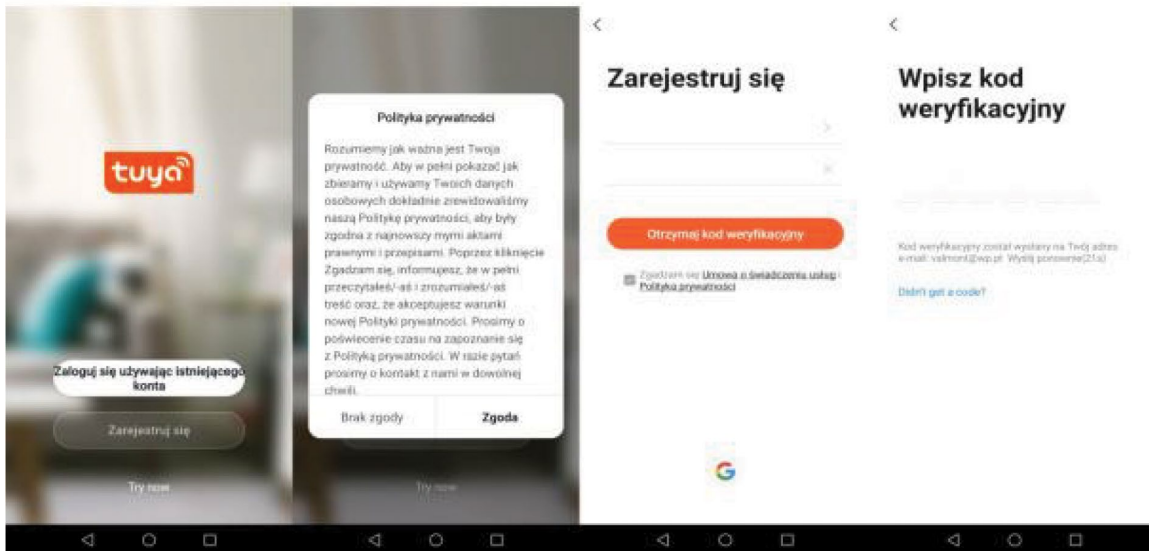 tuya
Zaloguj się używając istniejącego
konta
Zarejestruj się
Try now
Polityka prywatności
Rozumiemy jak ważna jest Twoja
prywatność. Aby w pełni pokazać jak
zbieramy i używamy Twoich danych
osobowych dokładnie zrewidowaliśmy
naszą Politykę prywatności, aby były
zgodna z najnowszy mymi aktami
prawnymi i przepisami. Poprzez kliknięcie
Zgadzam się, informujesz, że w pełni
przeczytałeś/-aś i zrozumiałeś/-aś
treść oraz, że akceptujesz warunki
nowej Polityki prywatności. Prosimy o
poświecenie czasu na zapoznanie się
z Polityką prywatności. W razie pytań
prosimy o kontakt z nami w dowolnej
chwili.
Brak zgody
Zgoda
Try now
Zarejestruj się
Otrzymaj kod weryfikacyjny
Zgadzam się Umowa o świadczeniu usług i
Polityka prywatności
Wpisz kod
weryfikacyjny
Kod weryfikacyjny został wysłany na Twój adres
e-mail: valmont@wp.pl Wyślij ponownie(21s)
Didn't get a code?